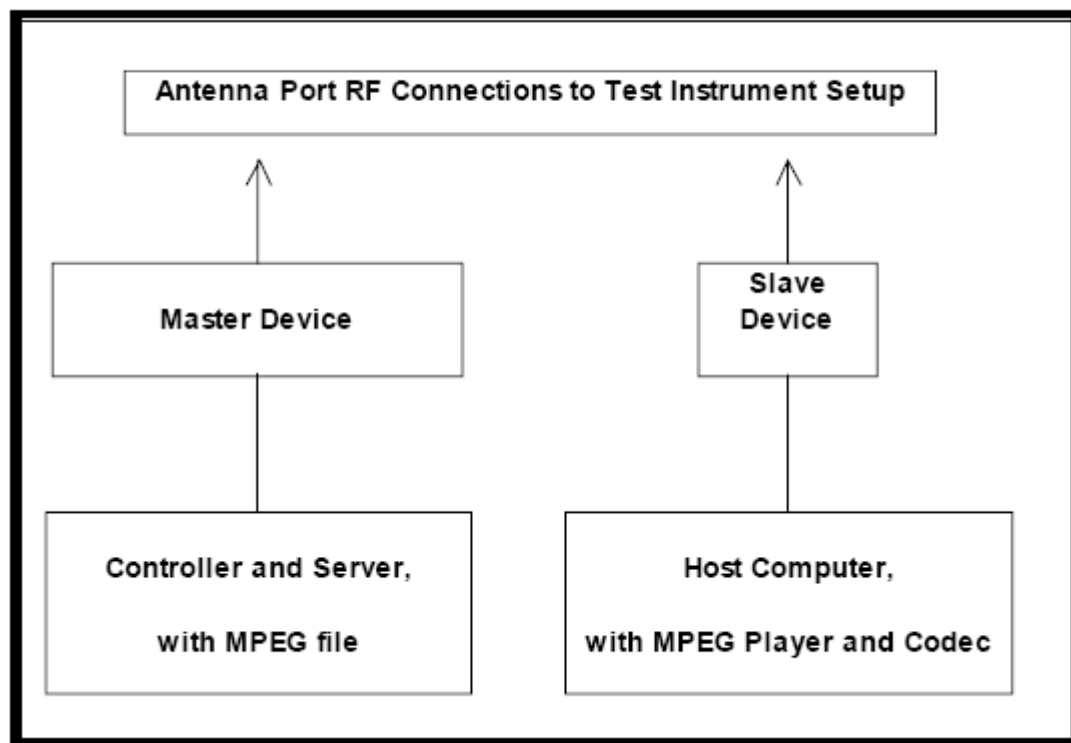 Antenna Port RF Connections to Test Instrument Setup
Master Device
Slave
Device
Controller and Server,
with MPEG file
Host Computer,
with MPEG Player and Codec